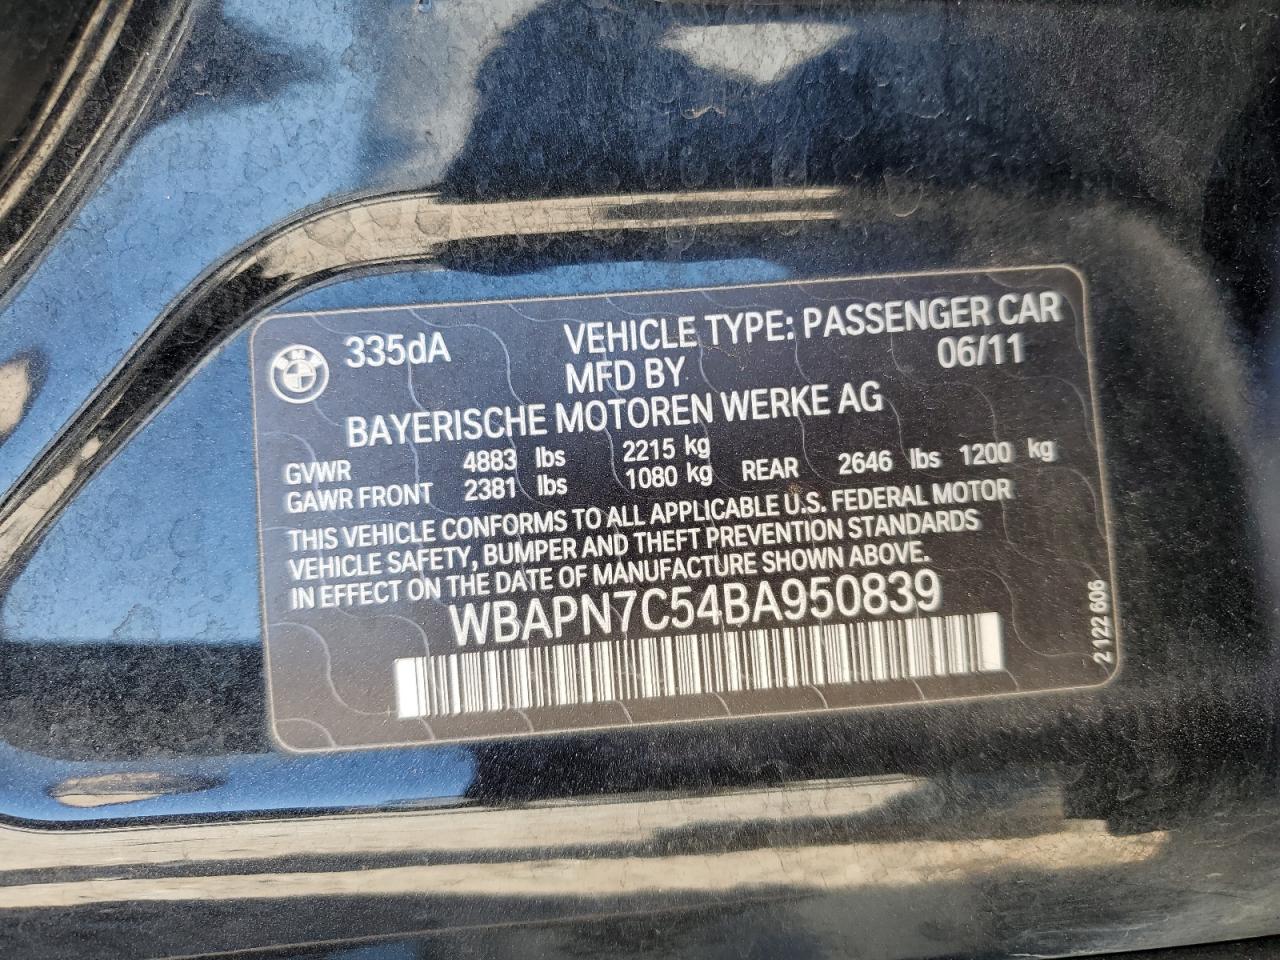 335dA VEHICLE TYPE: PASSENGER CAR
MFD BY 06/11
BAYERISCHE MOTOREN WERKE AG
GVWR 4883 lbs 2215 kg
GAWR FRONT 2381 lbs 1080 kg REAR 2646 lbs 1200 kg
THIS VEHICLE CONFORMS TO ALL APPLICABLE U.S. FEDERAL MOTOR
VEHICLE SAFETY, BUMPER AND THEFT PREVENTION STANDARDS
IN EFFECT ON THE DATE OF MANUFACTURE SHOWN ABOVE.
WBAPN7C54BA950839
2 122 606